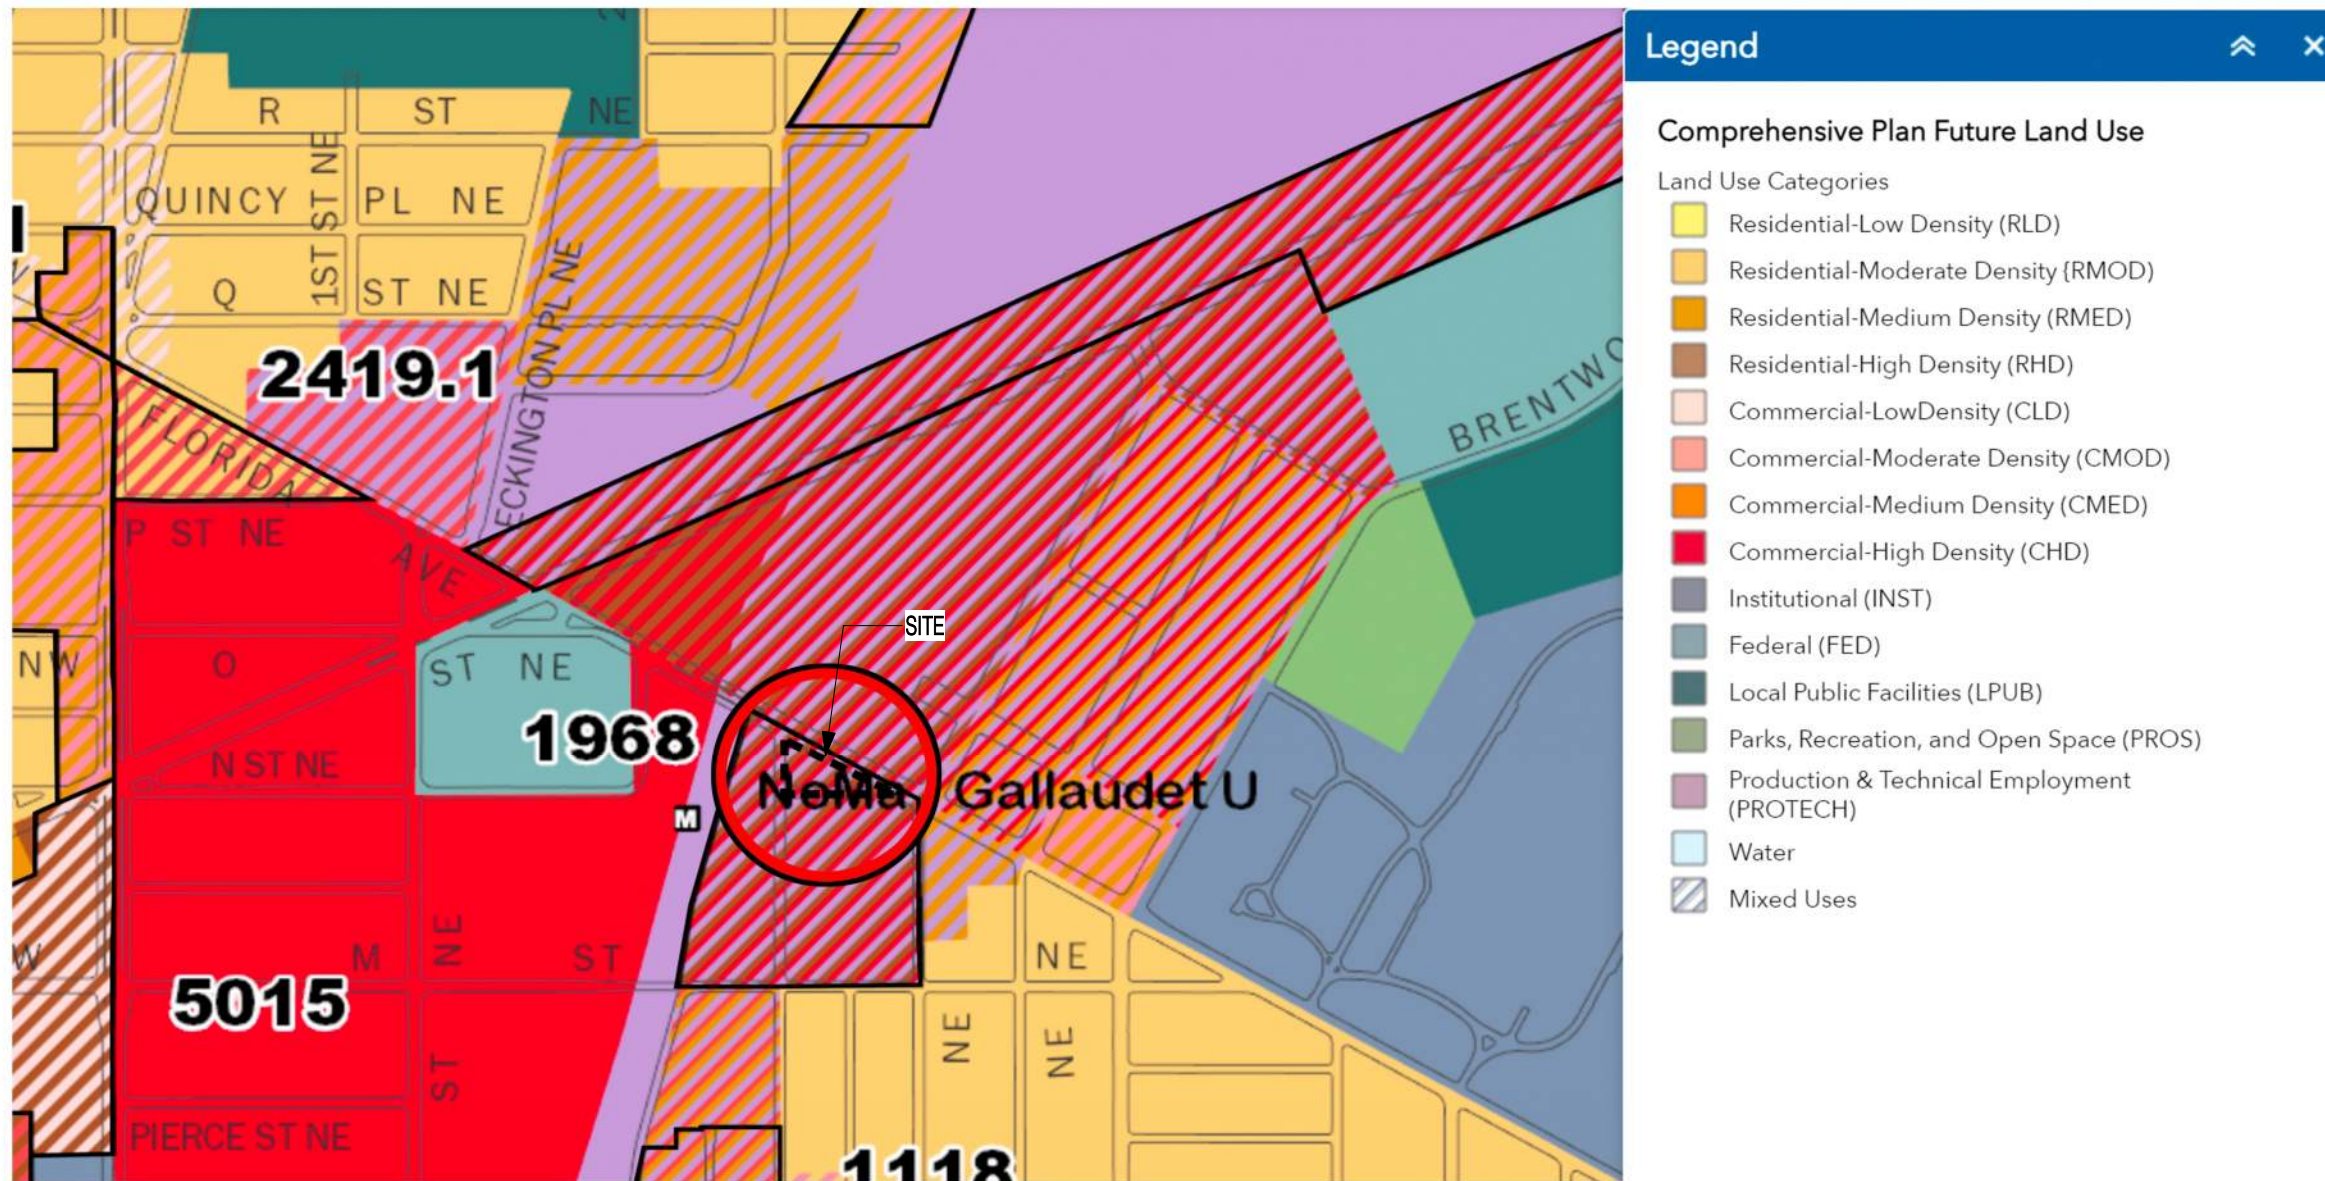 R ST NE
QUINCY PL NE
1ST ST NE
Q ST NE
ECKINGTON PL NE
2419.1
FLORIDA
AVE
P ST NE
BRENTWO
SITE
NW
O
ST NE
1968
N ST NE
NoMa Gallaudet U
M
M ST
NE
NE
W
5015
ST
NE
NE
PIERCE ST NE
1118
Legend
Comprehensive Plan Future Land Use
Land Use Categories
Residential-Low Density (RLD)
Residential-Moderate Density {RMOD)
Residential-Medium Density (RMED)
Residential-High Density (RHD)
Commercial-LowDensity (CLD)
Commercial-Moderate Density (CMOD)
Commercial-Medium Density (CMED)
Commercial-High Density (CHD)
Institutional (INST)
Federal (FED)
Local Public Facilities (LPUB)
Parks, Recreation, and Open Space (PROS)
Production & Technical Employment
(PROTECH)
Water
Mixed Uses